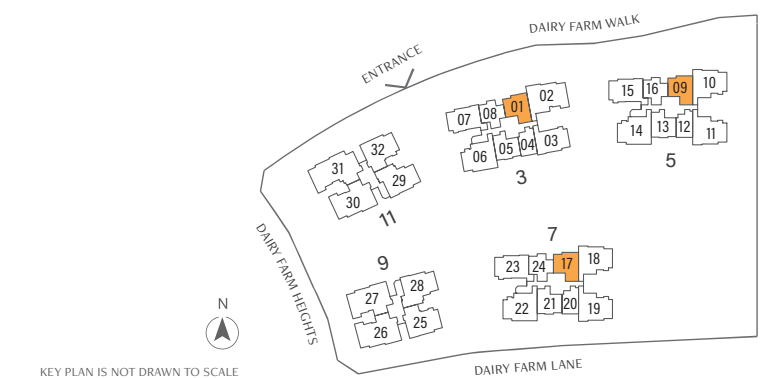 DAIRY FARM WALK
ENTRANCE
07 08 01 02
06 05 04 03
3
15 16 09 10
14 13 12 11
5
31 32
30 29
11
9
27 28
26 25
7
23 24 17 18
22 21 20 19
DAIRY FARM HEIGHTS
N
DAIRY FARM LANE
KEY PLAN IS NOT DRAWN TO SCALE